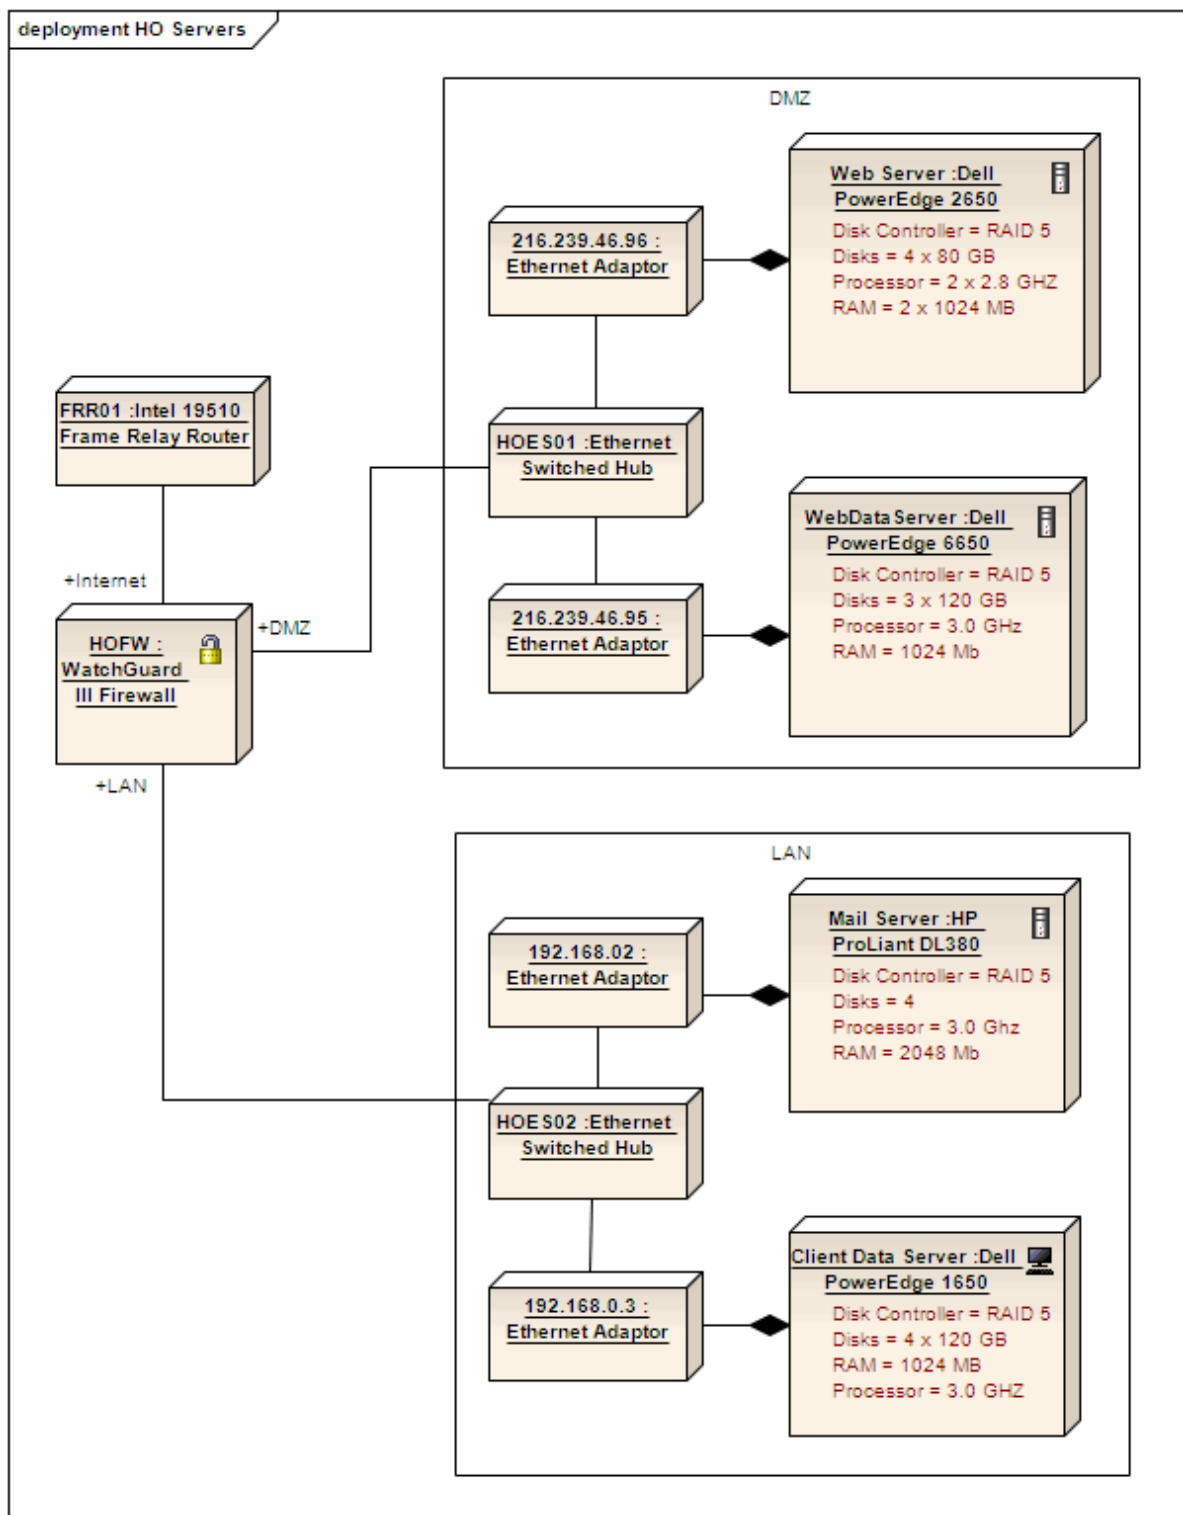 deployment HO Servers
DMZ
Web Server :Dell
PowerEdge 2650
Disk Controller = RAID 5
Disks = 4 x 80 GB
Processor = 2 x 2.8 GHZ
RAM = 2 x 1024 MB
216.239.46.96 :
Ethernet Adaptor
FRR01 :Intel 19510
Frame Relay Router
HOES01 :Ethernet
Switched Hub
WebDataServer :Dell
PowerEdge 6650
Disk Controller = RAID 5
Disks = 3 x 120 GB
Processor = 3.0 GHz
RAM = 1024 Mb
+Internet
216.239.46.95 :
Ethernet Adaptor
+DMZ
HOFW :
WatchGuard
III Firewall
+LAN
LAN
Mail Server :HP
ProLiant DL380
Disk Controller = RAID 5
Disks = 4
Processor = 3.0 Ghz
RAM = 2048 Mb
192.168.02 :
Ethernet Adaptor
HOES02 :Ethernet
Switched Hub
Client Data Server :Dell
PowerEdge 1650
Disk Controller = RAID 5
Disks = 4 x 120 GB
RAM = 1024 MB
Processor = 3.0 GHZ
192.168.0.3 :
Ethernet Adaptor